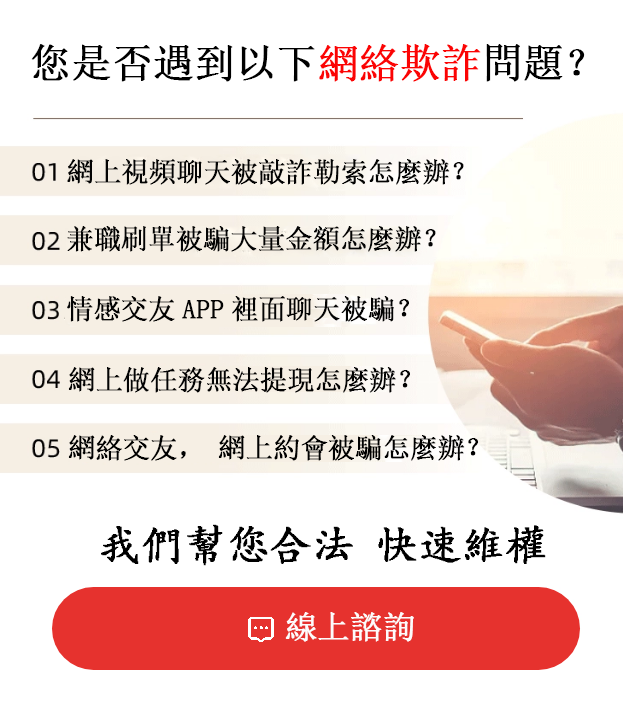 您是否遇到以下網絡欺詐問題？
01 網上視頻聊天被敲詐勒索怎麼辦？
02 兼職刷單被騙大量金額怎麼辦？
03 情感交友 APP 裡面聊天被騙？
04 網上做任務無法提現怎麼辦？
05 網絡交友， 網上約會被騙怎麼辦？
我們幫您合法 快速維權
線上諮詢